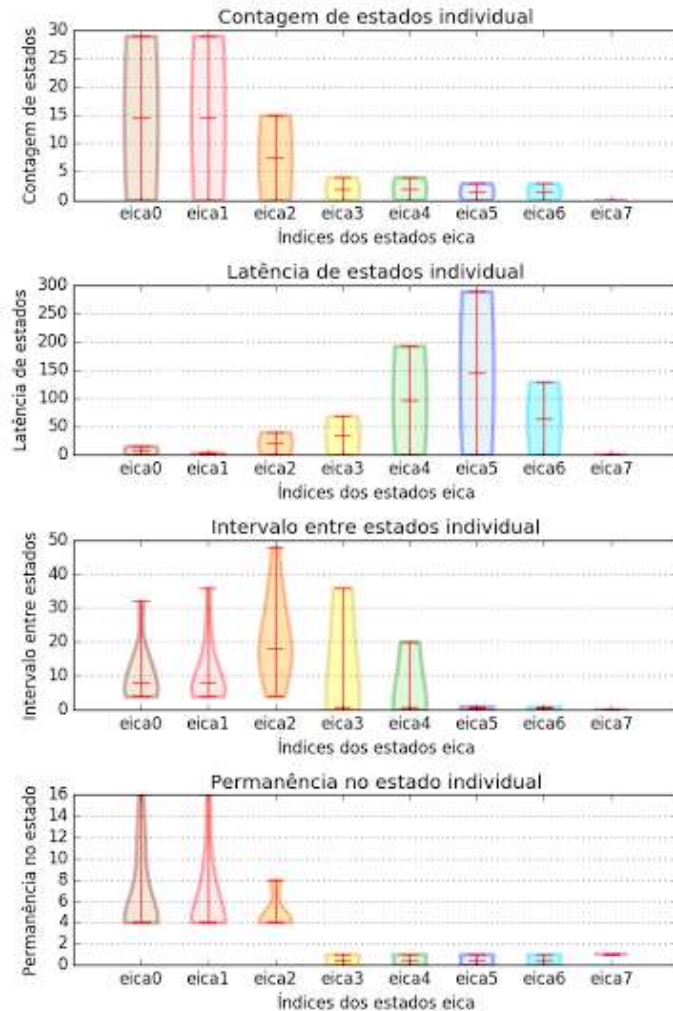 Contagem de estados individual
Contagem de estados
30
25
20
15
10
5
0
eica0 eica1 eica2 eica3 eica4 eica5 eica6 eica7
Índices dos estados eica
Latência de estados individual
Latência de estados
300
250
200
150
100
50
0
eica0 eica1 eica2 eica3 eica4 eica5 eica6 eica7
Índices dos estados eica
Intervalo entre estados individual
Intervalo entre estados
50
40
30
20
10
0
eica0 eica1 eica2 eica3 eica4 eica5 eica6 eica7
Índices dos estados eica
Permanência no estado individual
Permanência no estado
16
14
12
10
8
6
4
2
0
eica0 eica1 eica2 eica3 eica4 eica5 eica6 eica7
Índices dos estados eica